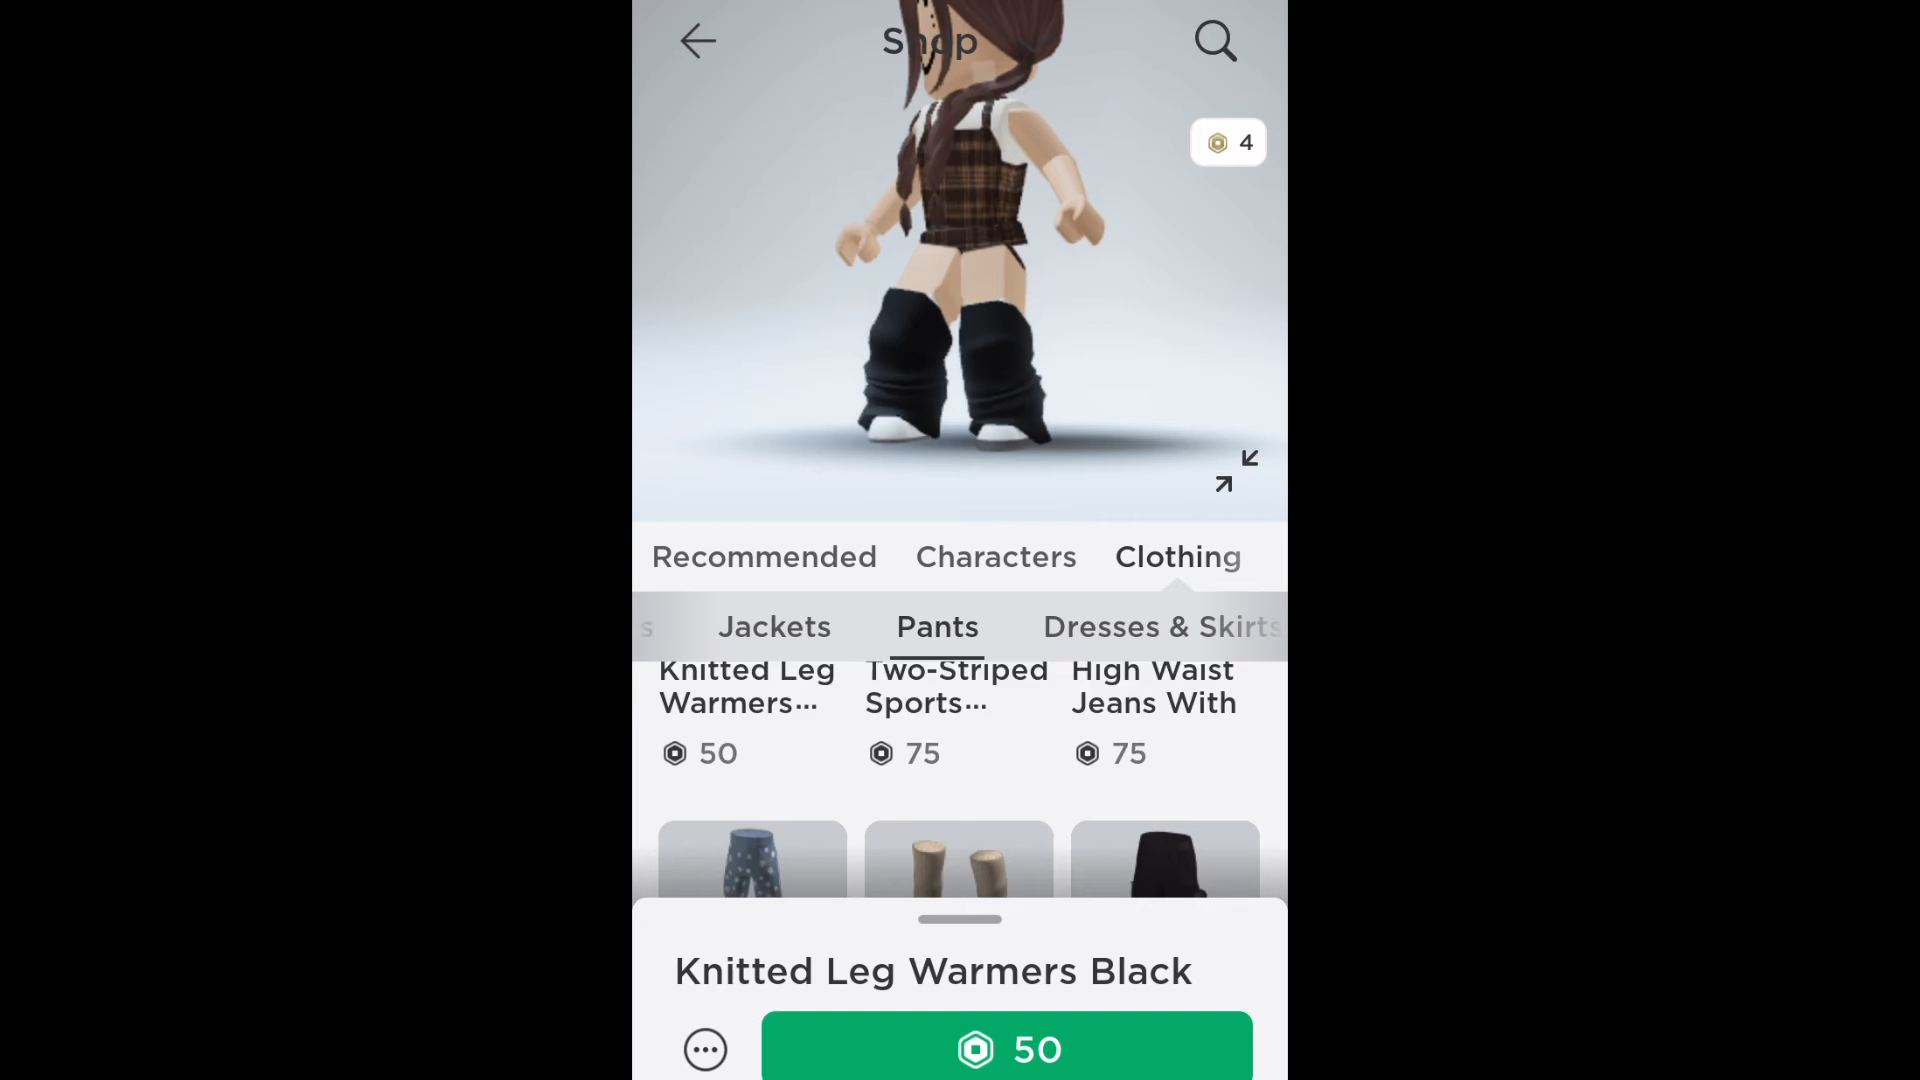 Shop
4
Recommended Characters Clothing
s Jackets Pants Dresses & Skirts
Knitted Leg Warmers...
Two-Striped Sports...
High Waist Jeans With
50
75
75
Knitted Leg Warmers Black
50